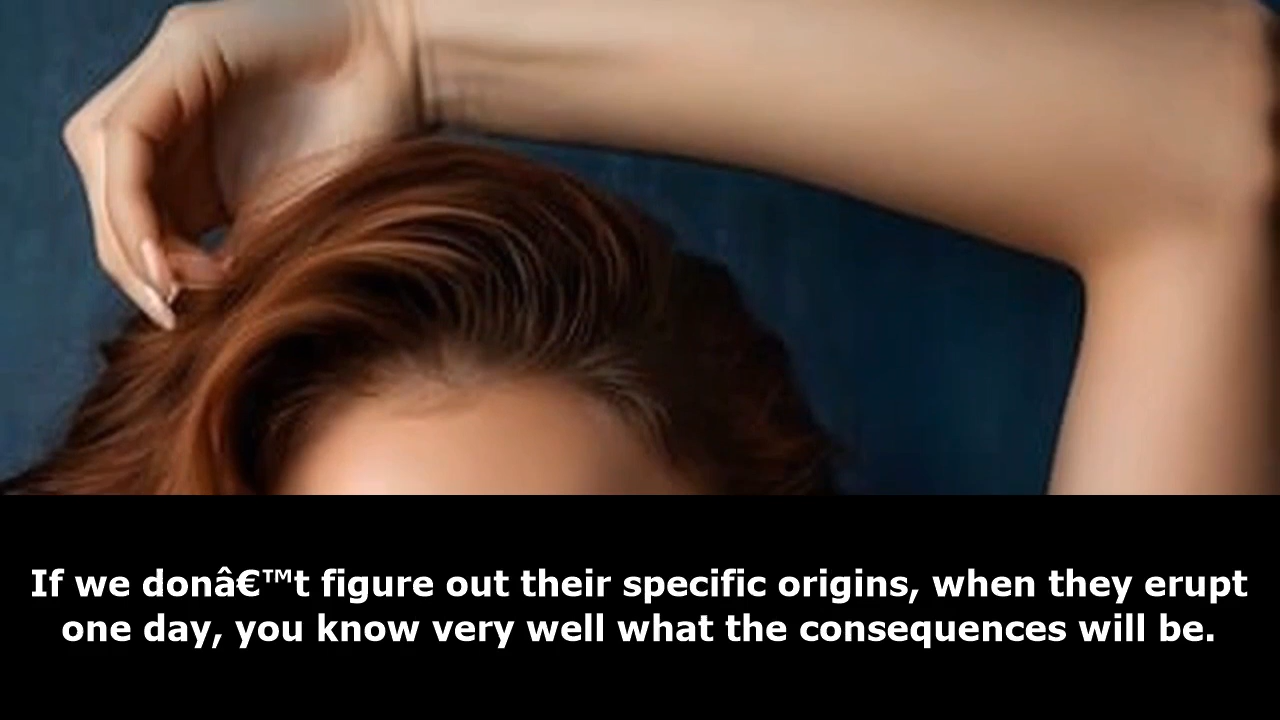 If we donâ€™t figure out their specific origins, when they erupt
one day, you know very well what the consequences will be.